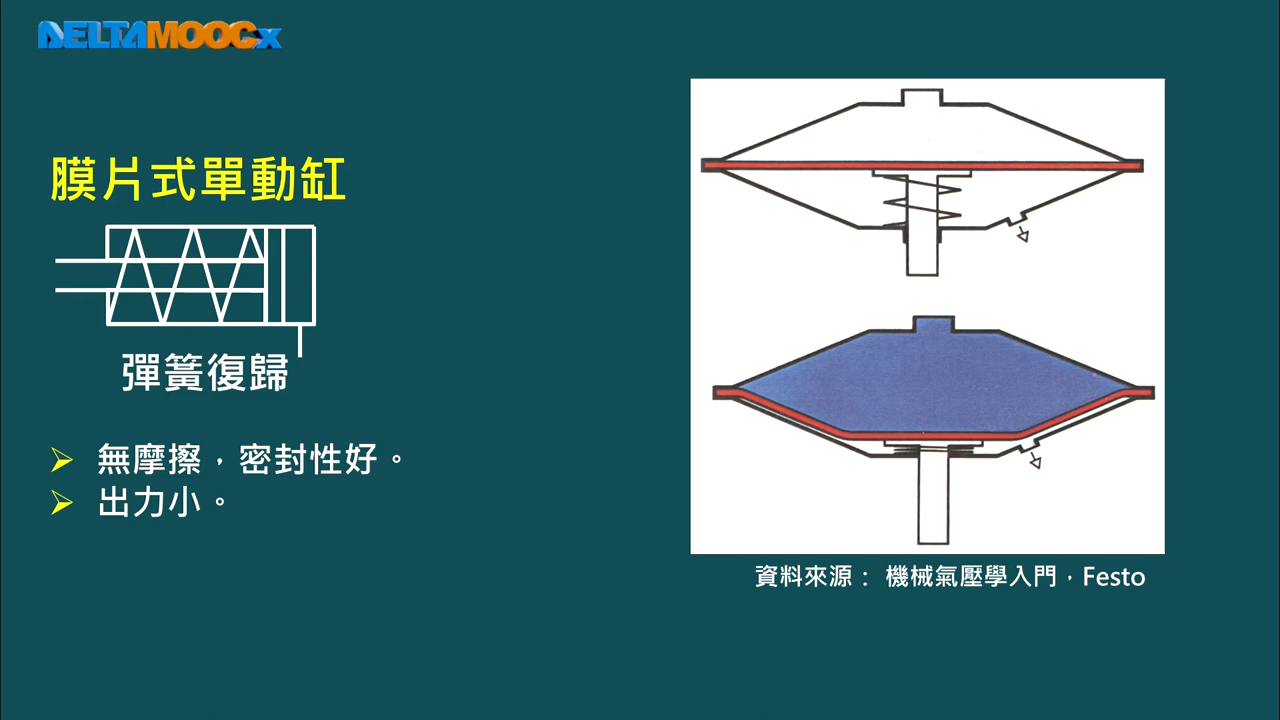 DELTAMOOCx
膜片式單動缸
彈簧復歸
無摩擦，密封性好。
出力小。
資料來源： 機械氣壓學入門，Festo